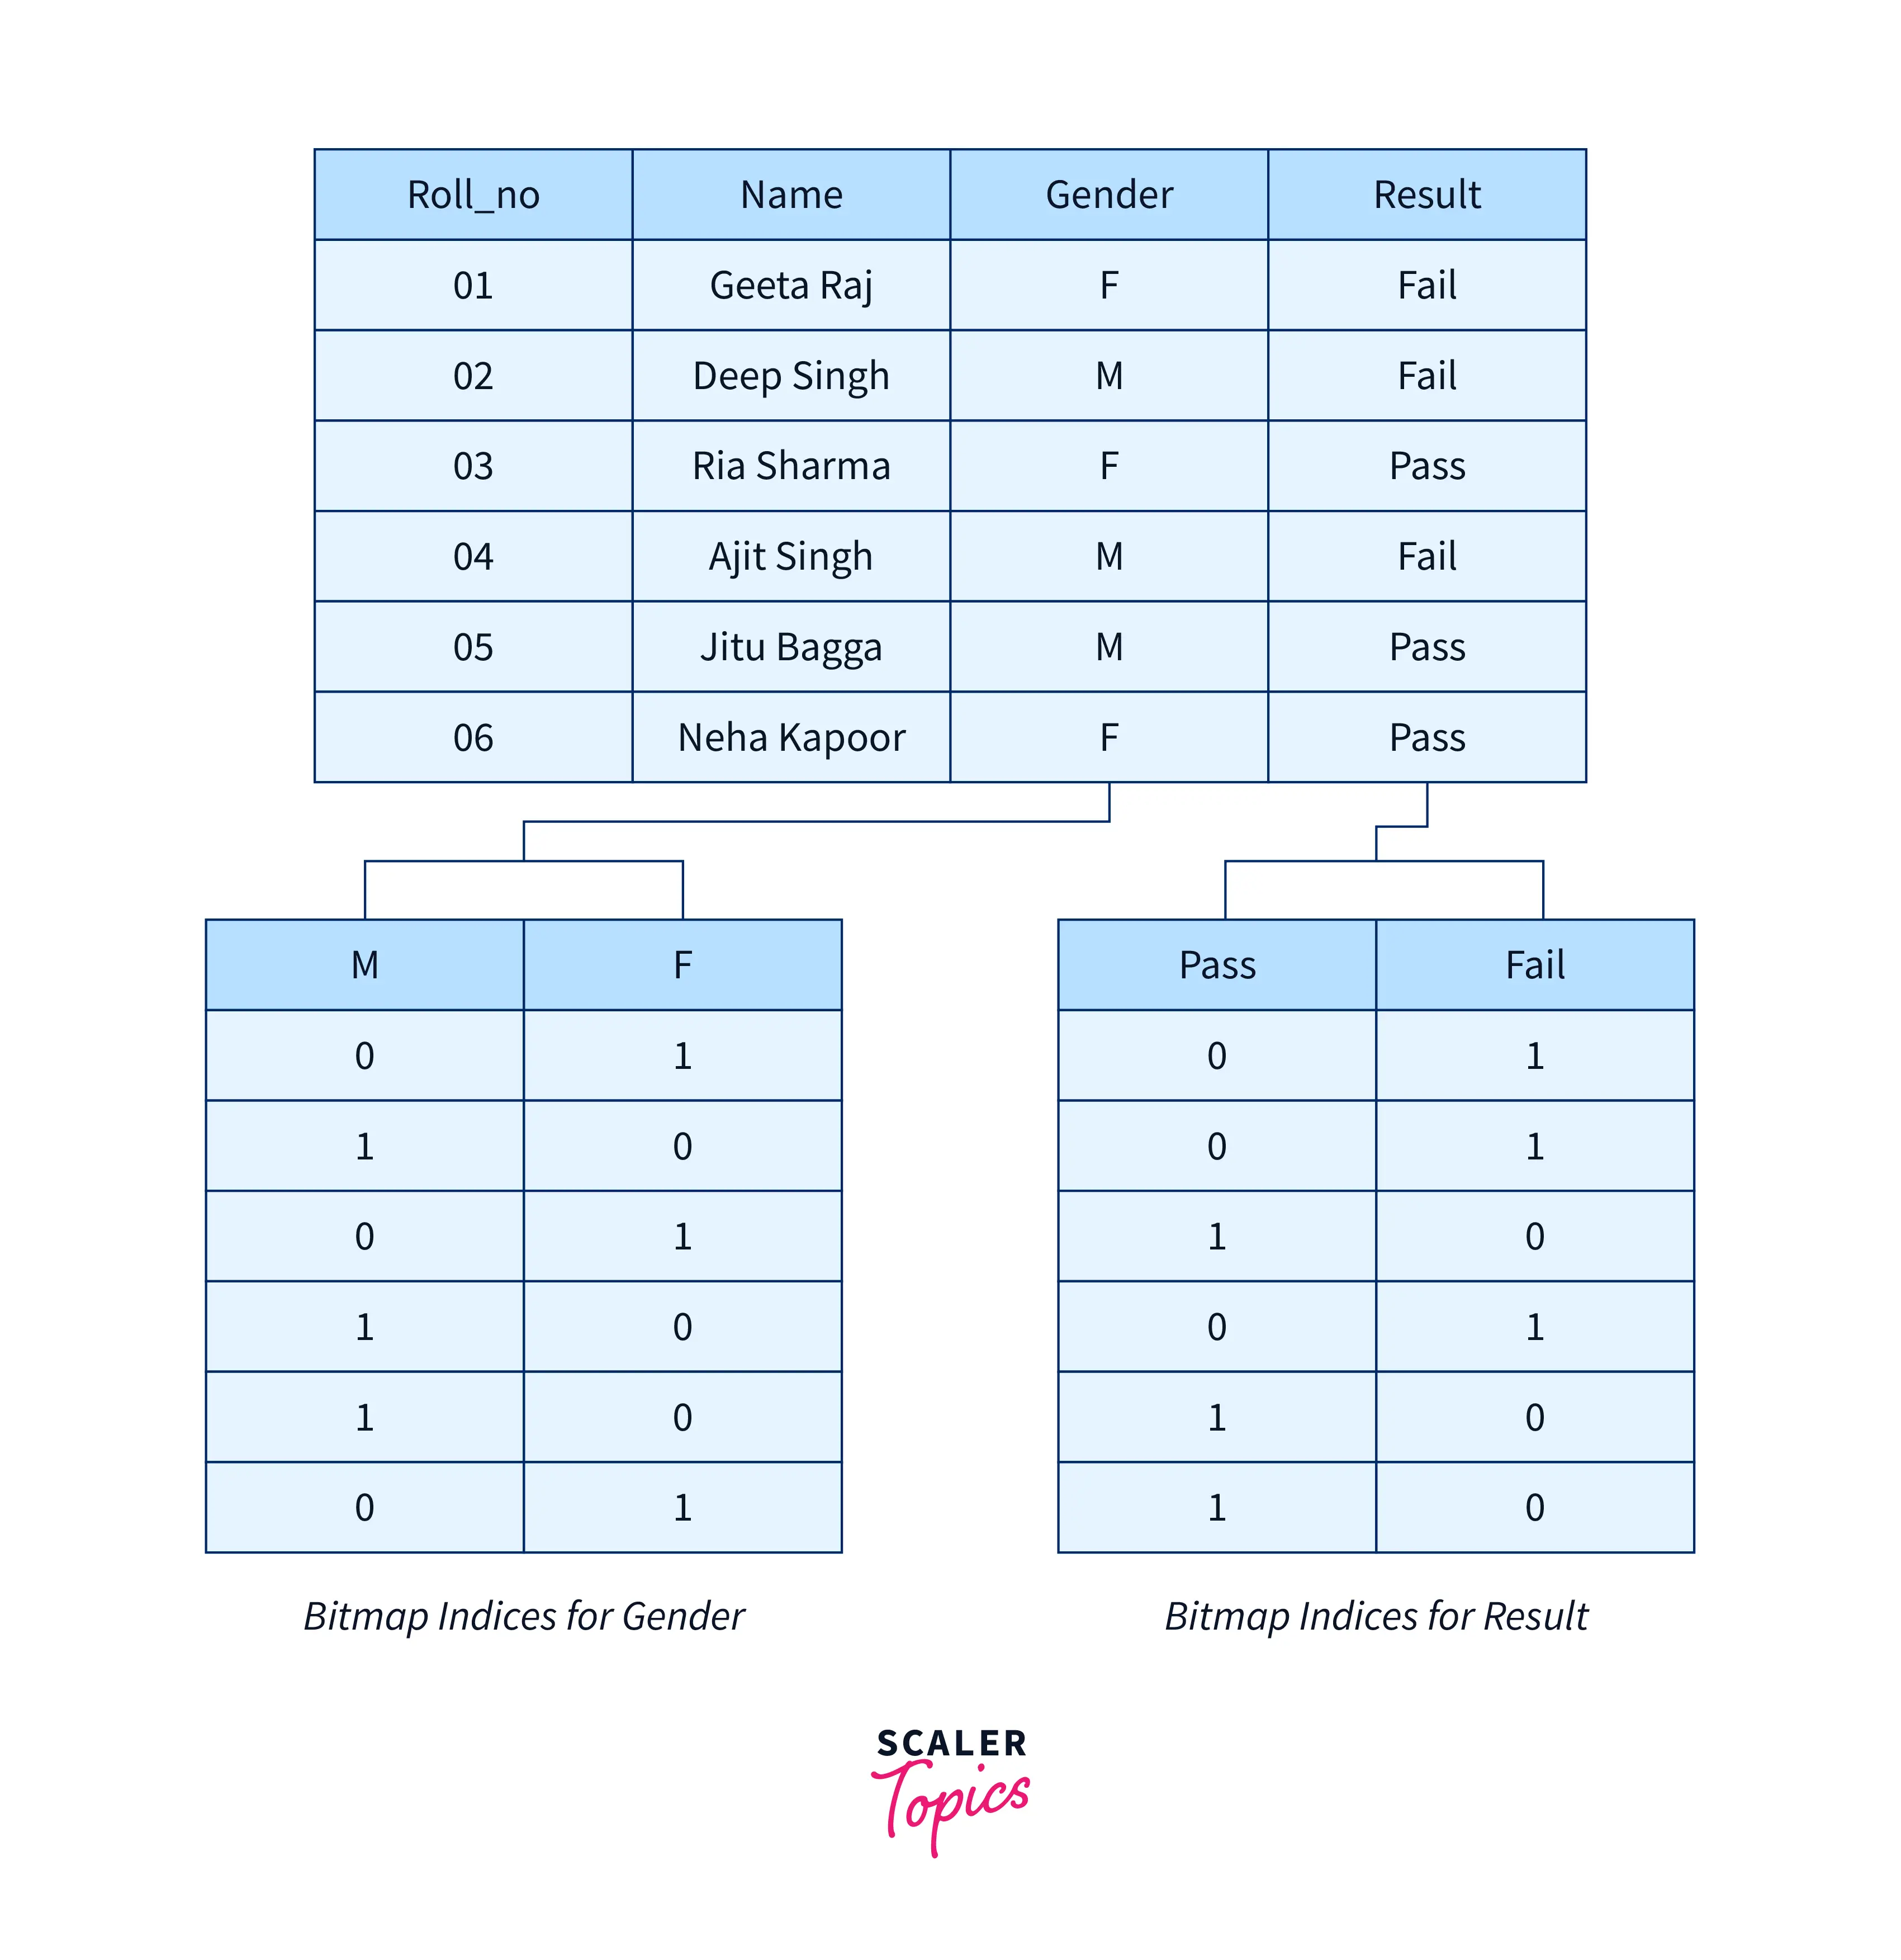 Roll_no Name Gender Result
01 Geeta Raj F Fail
02 Deep Singh M Fail
03 Ria Sharma F Pass
04 Ajit Singh M Fail
05 Jitu Bagga M Pass
06 Neha Kapoor F Pass
M F
0 1
1 0
0 1
1 0
1 0
0 1
Bitmap Indices for Gender
Pass Fail
0 1
0 1
1 0
0 1
1 0
1 0
Bitmap Indices for Result
SCALER
Topics